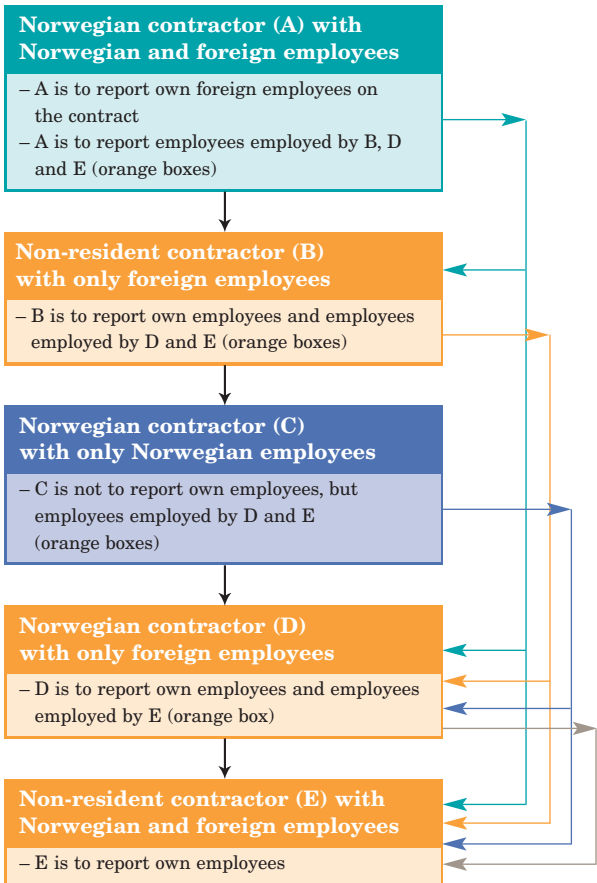 Norwegian contractor (A) with
Norwegian and foreign employees
– A is to report own foreign employees on
the contract
– A is to report employees employed by B, D
and E (orange boxes)
Non-resident contractor (B)
with only foreign employees
– B is to report own employees and employees
employed by D and E (orange boxes)
Norwegian contractor (C)
with only Norwegian employees
– C is not to report own employees, but
employees employed by D and E
(orange boxes)
Norwegian contractor (D)
with only foreign employees
– D is to report own employees and employees
employed by E (orange box)
Non-resident contractor (E) with
Norwegian and foreign employees
– E is to report own employees